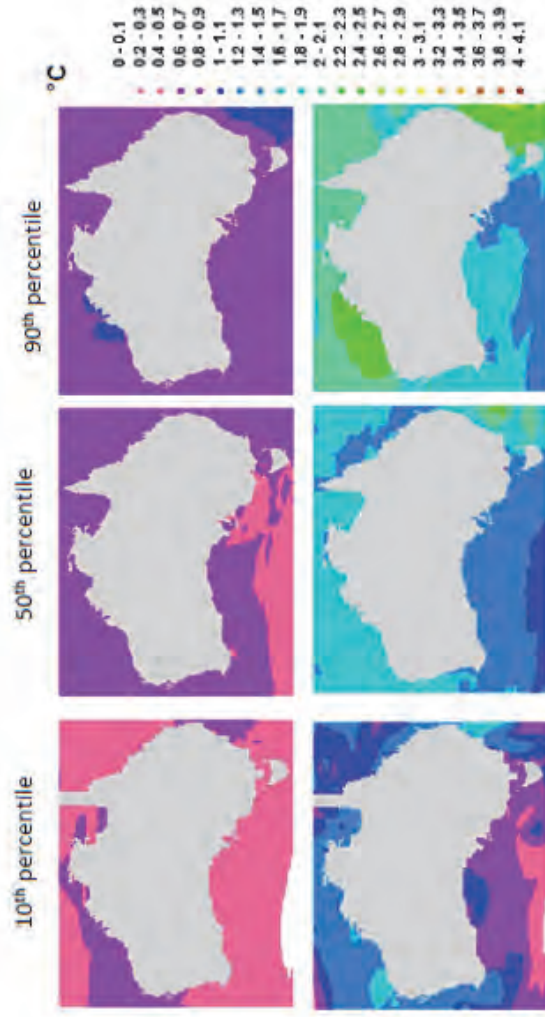 10th percentile
50th percentile
90th percentile
°C
0 - 0.1
0.2 - 0.3
0.4 - 0.5
0.6 - 0.7
0.8 - 0.9
1 - 1.1
1.2 - 1.3
1.4 - 1.5
1.6 - 1.7
1.8 - 1.9
2 - 2.1
2.2 - 2.3
2.4 - 2.5
2.6 - 2.7
2.8 - 2.9
3 - 3.1
3.2 - 3.3
3.4 - 3.5
3.6 - 3.7
3.8 - 3.9
4 - 4.1